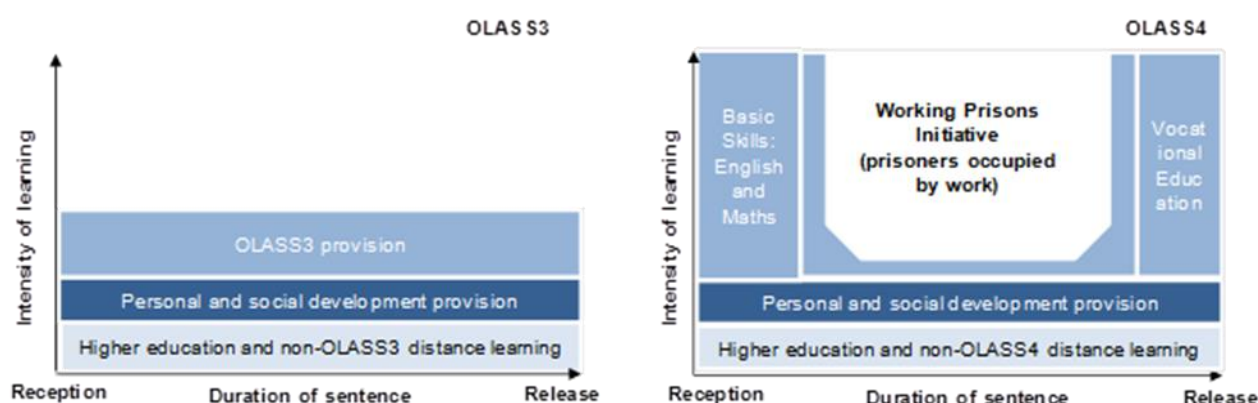 OLASS3
Intensity of learning
OLASS3 provision
Personal and social development provision
Higher education and non-OLASS3 distance learning
Reception
Duration of sentence
Release
OLASS4
Intensity of learning
Basic
Skills:
English
and
Maths
Working Prisons
Initiative
(prisoners occupied
by work)
Vocat
ional
Educ
ation
Personal and social development provision
Higher education and non-OLASS4 distance learning
Reception
Duration of sentence
Release